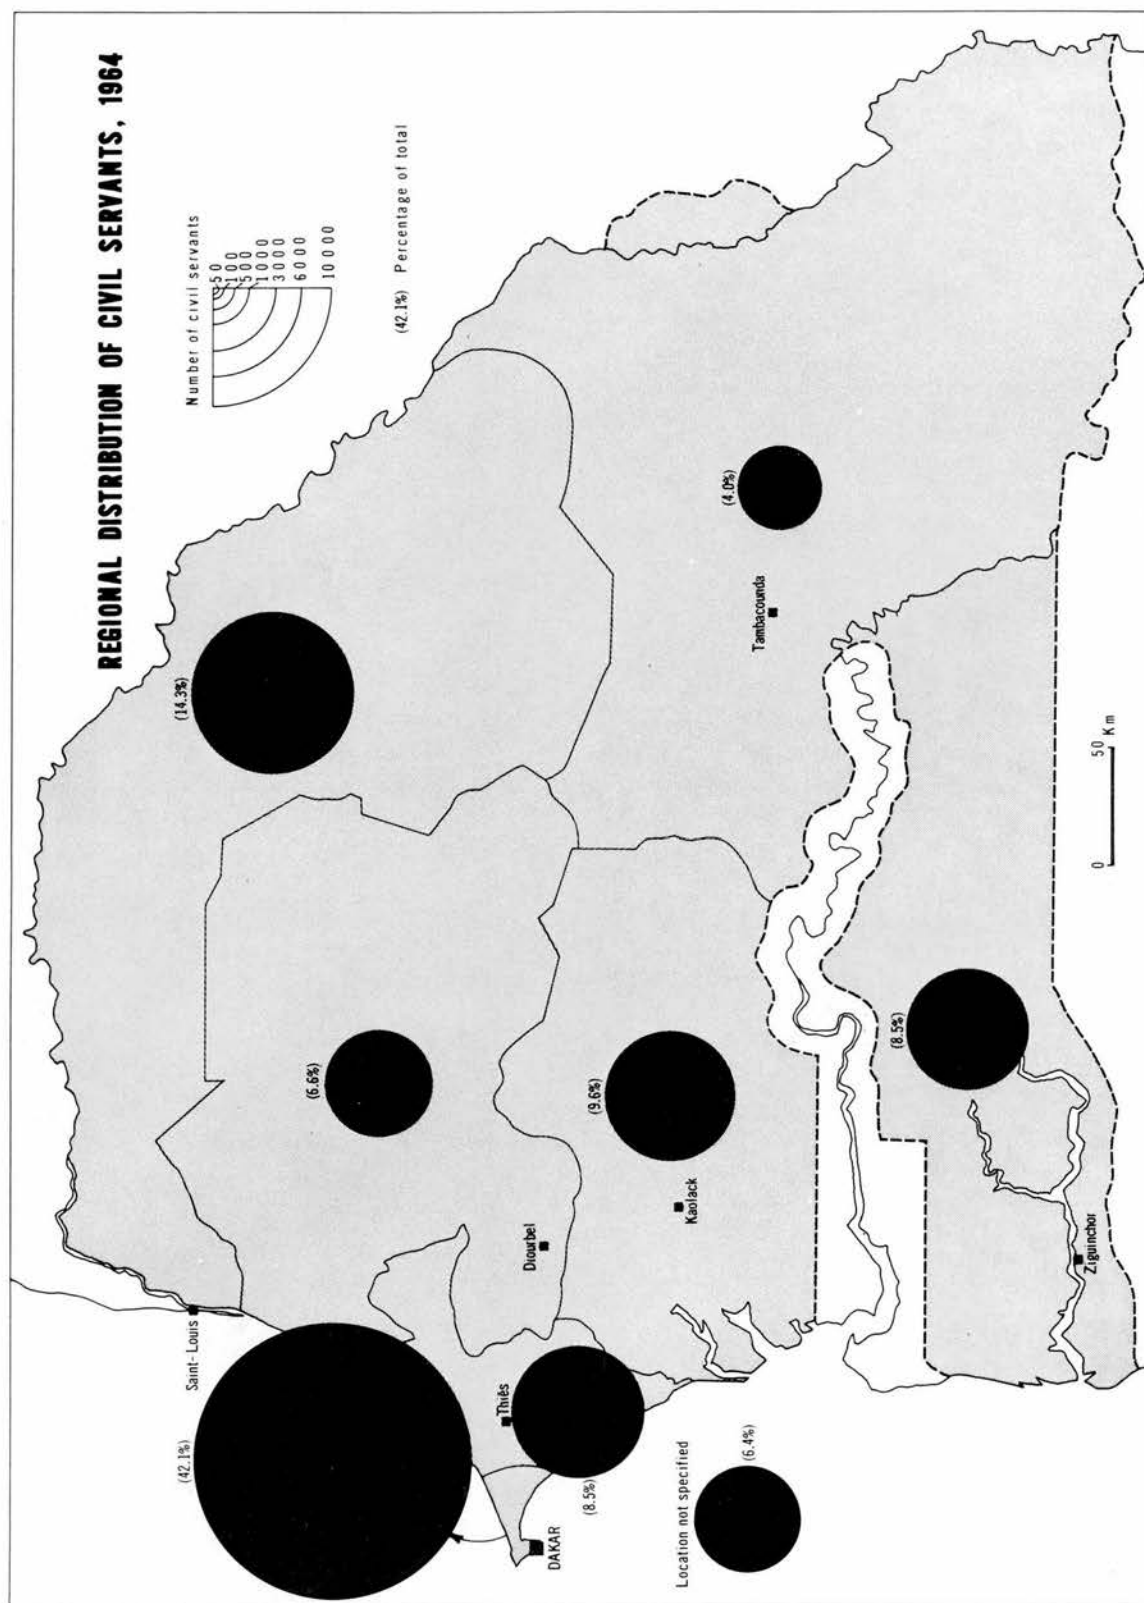 REGIONAL DISTRIBUTION OF CIVIL SERVANTS, 1964
Number of civil servants
50
100
500
1000
3000
6000
10000
(42.1%) Percentage of total
(14.3%)
Saint-Louis
(42.1%)
(6.6%)
Diourbel
Thiès
(8.5%)
DAKAR
(9.6%)
Kaolack
(4.0%)
Tambacounda
Location not specified
(6.4%)
(8.5%)
Ziguinchor
0 50 Km